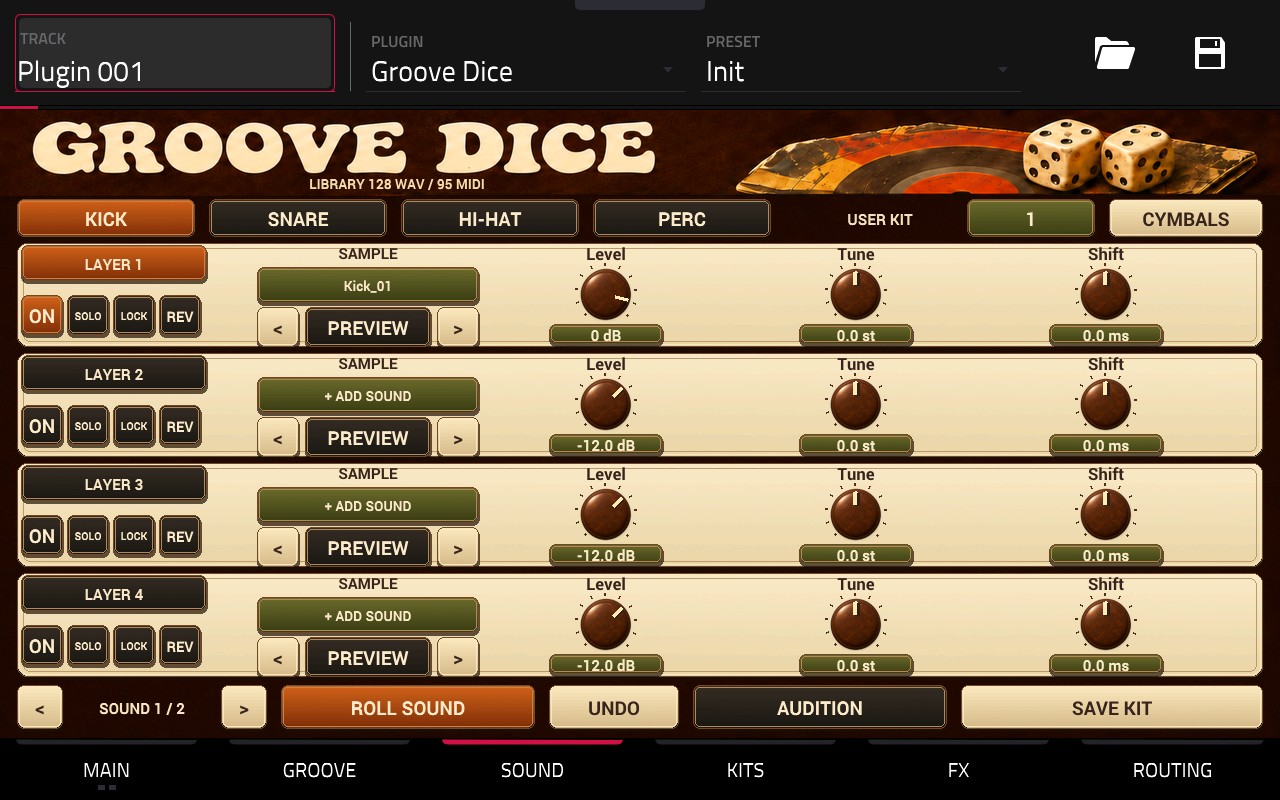 TRACK
Plugin 001
PLUGIN
Groove Dice
PRESET
Init
GROOVE DICE
LIBRARY 128 WAV / 95 MIDI
KICK
SNARE
HI-HAT
PERC
USER KIT
1
CYMBALS
LAYER 1
ON
SOLO
LOCK
REV
SAMPLE
Kick_01
<
PREVIEW
>
Level
0 dB
Tune
0.0 st
Shift
0.0 ms
LAYER 2
ON
SOLO
LOCK
REV
SAMPLE
+ ADD SOUND
<
PREVIEW
>
Level
-12.0 dB
Tune
0.0 st
Shift
0.0 ms
LAYER 3
ON
SOLO
LOCK
REV
SAMPLE
+ ADD SOUND
<
PREVIEW
>
Level
-12.0 dB
Tune
0.0 st
Shift
0.0 ms
LAYER 4
ON
SOLO
LOCK
REV
SAMPLE
+ ADD SOUND
<
PREVIEW
>
Level
-12.0 dB
Tune
0.0 st
Shift
0.0 ms
<
SOUND 1 / 2
>
ROLL SOUND
UNDO
AUDITION
SAVE KIT
MAIN
GROOVE
SOUND
KITS
FX
ROUTING